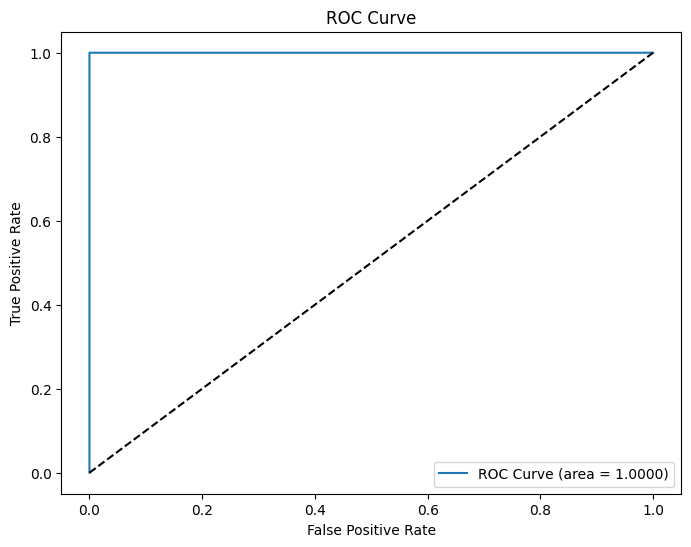 ROC Curve
1.0
0.8
0.6
0.4
0.2
0.0
True Positive Rate
ROC Curve (area = 1.0000)
0.0 0.2 0.4 0.6 0.8 1.0
False Positive Rate